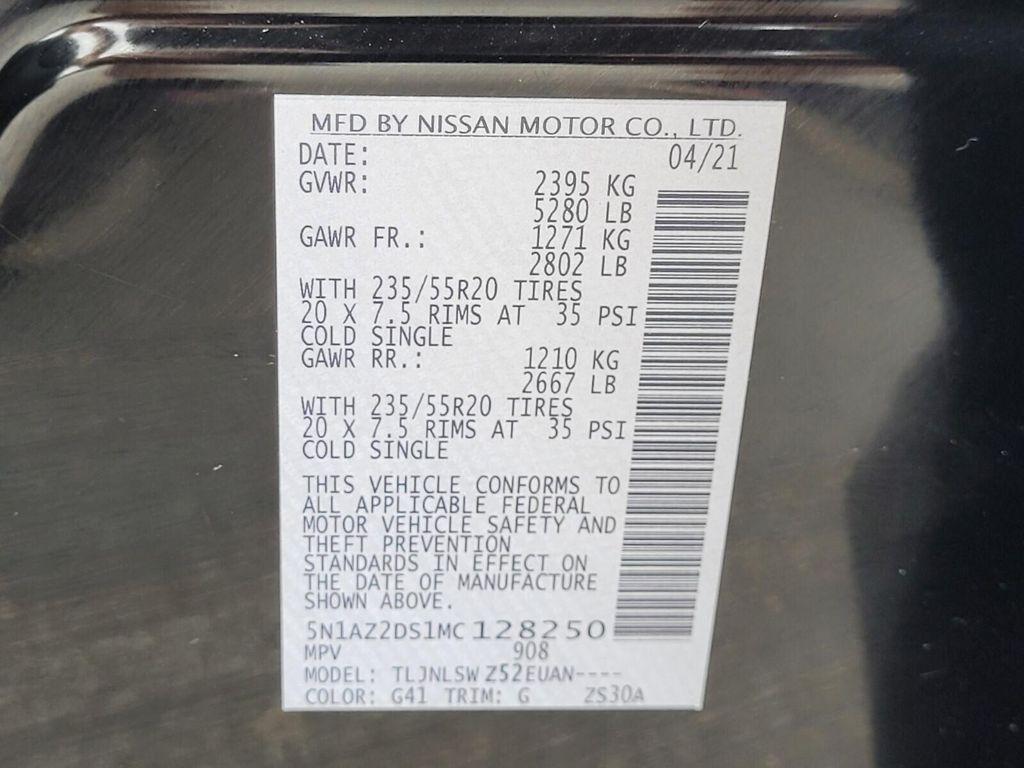 MFD BY NISSAN MOTOR CO., LTD.
DATE: 04/21
GVWR: 2395 KG
5280 LB
GAWR FR.: 1271 KG
2802 LB
WITH 235/55R20 TIRES
20 X 7.5 RIMS AT 35 PSI
COLD SINGLE
GAWR RR.: 1210 KG
2667 LB
WITH 235/55R20 TIRES
20 X 7.5 RIMS AT 35 PSI
COLD SINGLE
THIS VEHICLE CONFORMS TO
ALL APPLICABLE FEDERAL
MOTOR VEHICLE SAFETY AND
THEFT PREVENTION
STANDARDS IN EFFECT ON
THE DATE OF MANUFACTURE
SHOWN ABOVE.
5N1AZ2DS1MC128250
MPV 908
MODEL: TLJNLSW Z52EUAN----
COLOR: G41 TRIM: G ZS30A